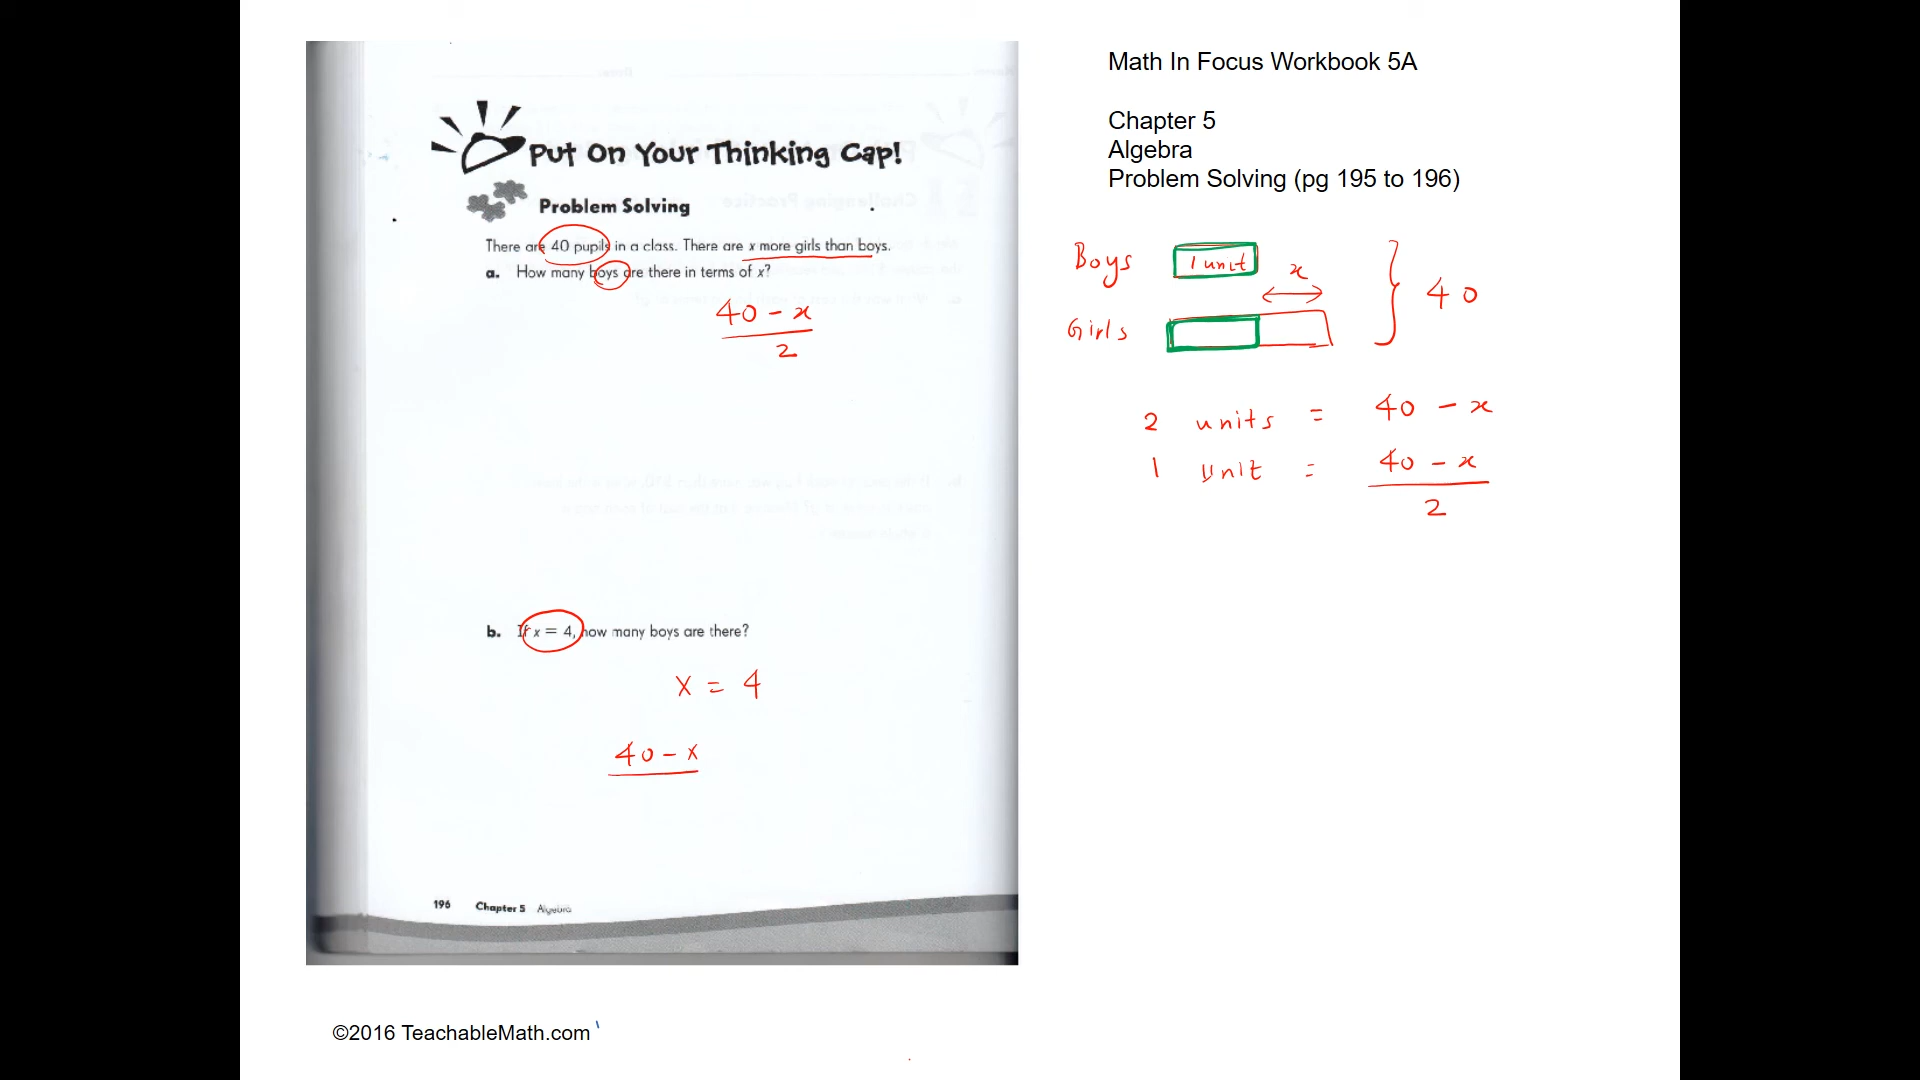 Math In Focus Workbook 5A
Chapter 5
Algebra
Problem Solving (pg 195 to 196)
Put On Your Thinking Cap!
Problem Solving
There are 40 pupils in a class. There are x more girls than boys.
a. How many boys are there in terms of x?
40 - x
2
b. If x = 4, how many boys are there?
x = 4
40 - x
196 Chapter 5 Algebra
Boys 1 unit x
Girls
40
2 units = 40 - x
1 unit = 40 - x
2
©2016 TeachableMath.com